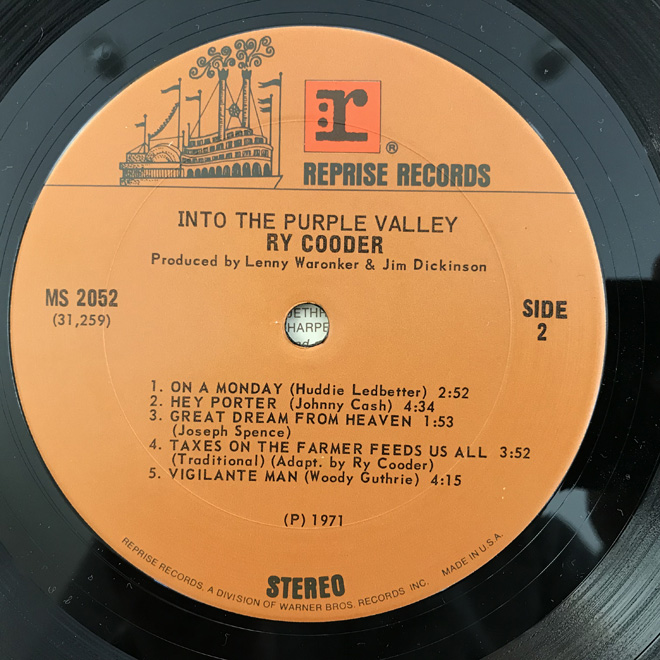 r
®
REPRISE RECORDS
INTO THE PURPLE VALLEY
RY COODER
Produced by Lenny Waronker & Jim Dickinson
MS 2052
(31,259)
SIDE
2
HARPE
1. ON A MONDAY (Huddie Ledbetter) 2:52
2. HEY PORTER (Johnny Cash) 4:34
3. GREAT DREAM FROM HEAVEN 1:53
(Joseph Spence)
4. TAXES ON THE FARMER FEEDS US ALL 3:52
(Traditional) (Adapt. by Ry Cooder)
5. VIGILANTE MAN (Woody Guthrie) 4:15
(P) 1971
STEREO
REPRISE RECORDS, A DIVISION OF WARNER BROS. RECORDS INC. MADE IN U.S.A.